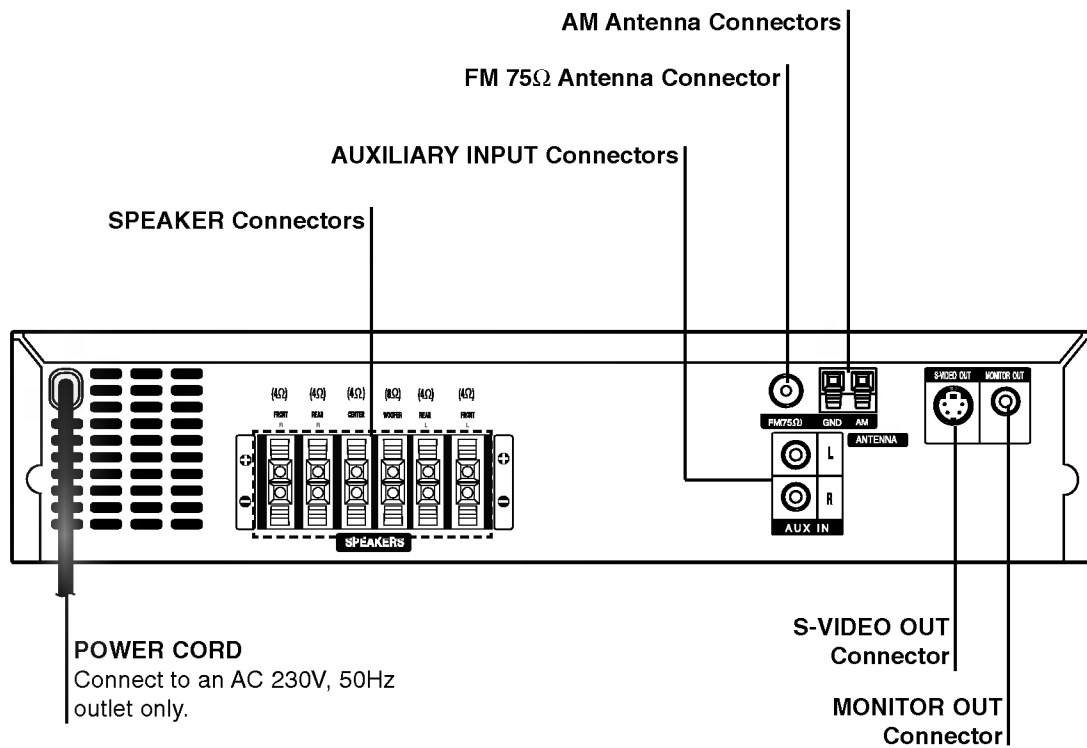 AM Antenna Connectors
FM 75Ω Antenna Connector
AUXILIARY INPUT Connectors
SPEAKER Connectors
(4Ω) (4Ω) (4Ω) (8Ω) (4Ω) (4Ω)
FRONT REAR CENTER WOOFER REAR FRONT
R R L L
SPEAKERS
FM(75Ω) GND AM
ANTENNA
L
R
AUX IN
S-VIDEO OUT MONITOR OUT
POWER CORD
Connect to an AC 230V, 50Hz
outlet only.
S-VIDEO OUT
Connector
MONITOR OUT
Connector